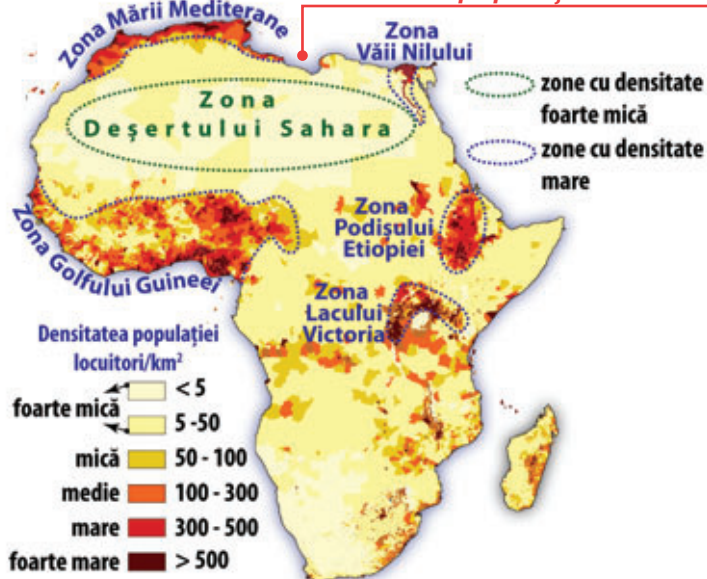 Zona Mării Mediterane
Zona
Văii Nilului
zone cu densitate
foarte mică
zone cu densitate
mare
Zona
Deșertului Sahara
Zona
Podișului
Etiopiei
Zona Golfului Guineei
Zona
Lacului
Victoria
Densitatea populației
locuitori/km²
foarte mică
< 5
5 -50
mică 50 - 100
medie 100 - 300
mare 300 - 500
foarte mare > 500